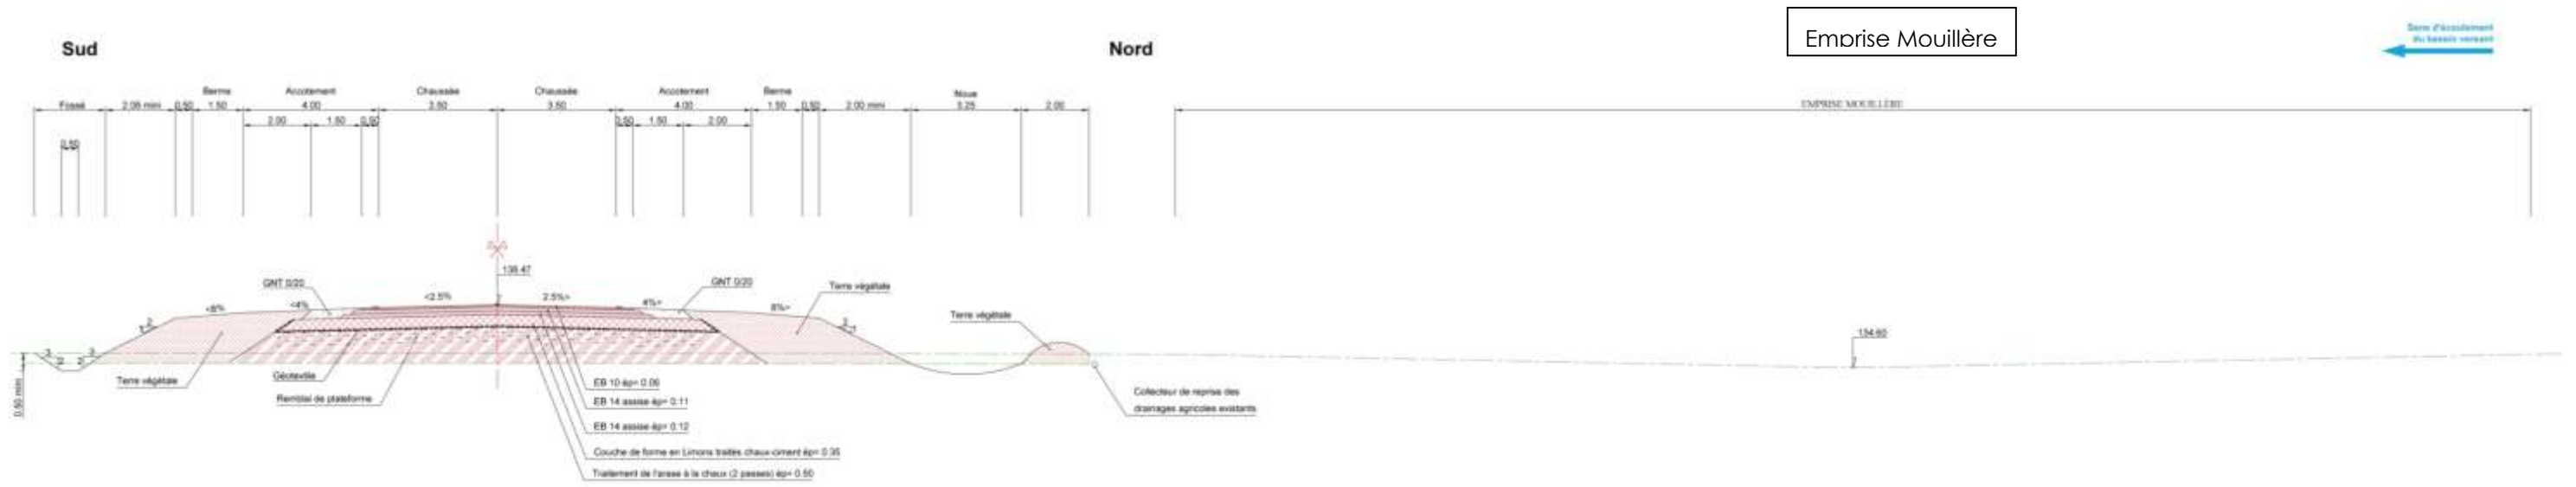 Emprise Mouillère
Sens d'écoulement
du bassin versant
Sud
Nord
Berme Accotement Chaussée Chaussée Accotement Berme Noue
Fossé 2.06 mini 0.50 1.50 4.00 3.50 3.50 4.00 1.50 0.50 2.00 mini 3.25 2.00 EMPRISE MOUILLÈRE
2.00 1.50 0.50 0.50 1.50 2.00
0.50
GNT 0/20
GNT 0/20
Terre végétale
<8% <4% <2.5% 2.5%> 4%> 8%>
Terre végétale
134.60
0.50 mini
Terre végétale
Géotextile
Remblai de plateforme
EB 10 ép= 0.06
EB 14 assise ép= 0.11
EB 14 assise ép= 0.12
Couche de forme en Limons traités chaux-ciment ép= 0.35
Traitement de l'arase à la chaux (2 passes) ép= 0.50
Collecteur de reprise des
drainages agricoles existants